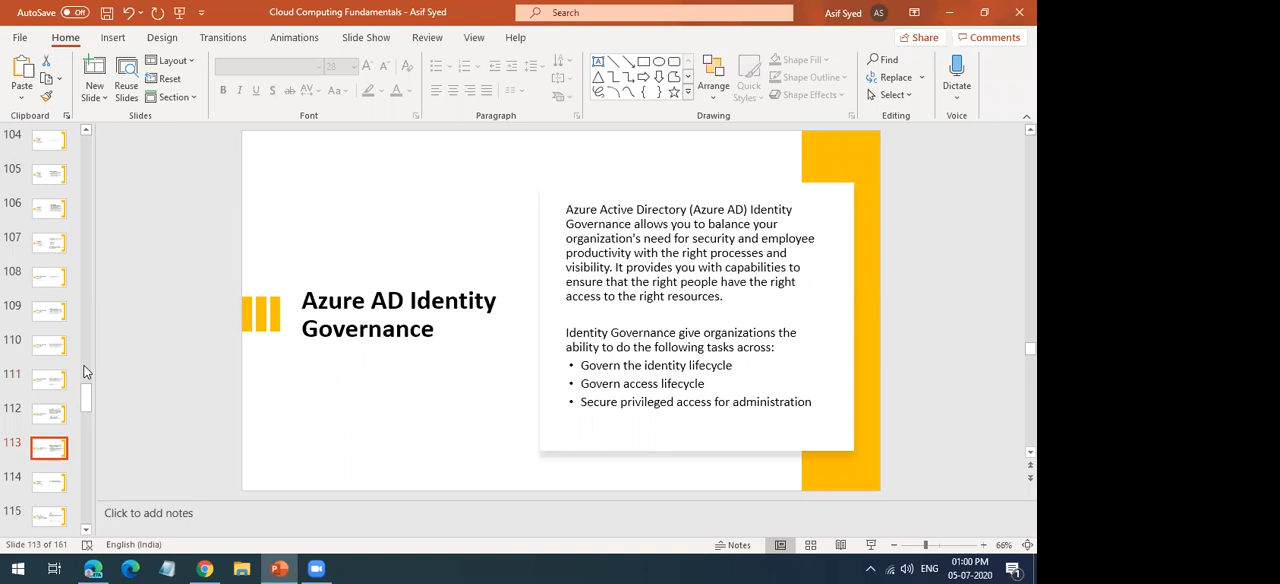 AutoSave Off
Cloud Computing Fundamentals - Asif Syed
Search
Asif Syed AS
File Home Insert Design Transitions Animations Slide Show Review View Help
Share Comments
Paste
New Slides
Reuse Slides
Layout
Reset
Section
28
B I U S ab AV Aa A
Arrange
Quick Styles
Shape Fill
Shape Outline
Shape Effects
Find
Replace
Select
Dictate
Clipboard Slides Font Paragraph Drawing Editing Voice
104
105
106
107
108
109
110
111
112
113
114
115
Azure AD Identity
Governance
Azure Active Directory (Azure AD) Identity
Governance allows you to balance your
organization's need for security and employee
productivity with the right processes and
visibility. It provides you with capabilities to
ensure that the right people have the right
access to the right resources.
Identity Governance give organizations the
ability to do the following tasks across:
• Govern the identity lifecycle
• Govern access lifecycle
• Secure privileged access for administration
Click to add notes
Slide 113 of 161 English (India) Notes 66%
ENG
01:00 PM
05-07-2020
1